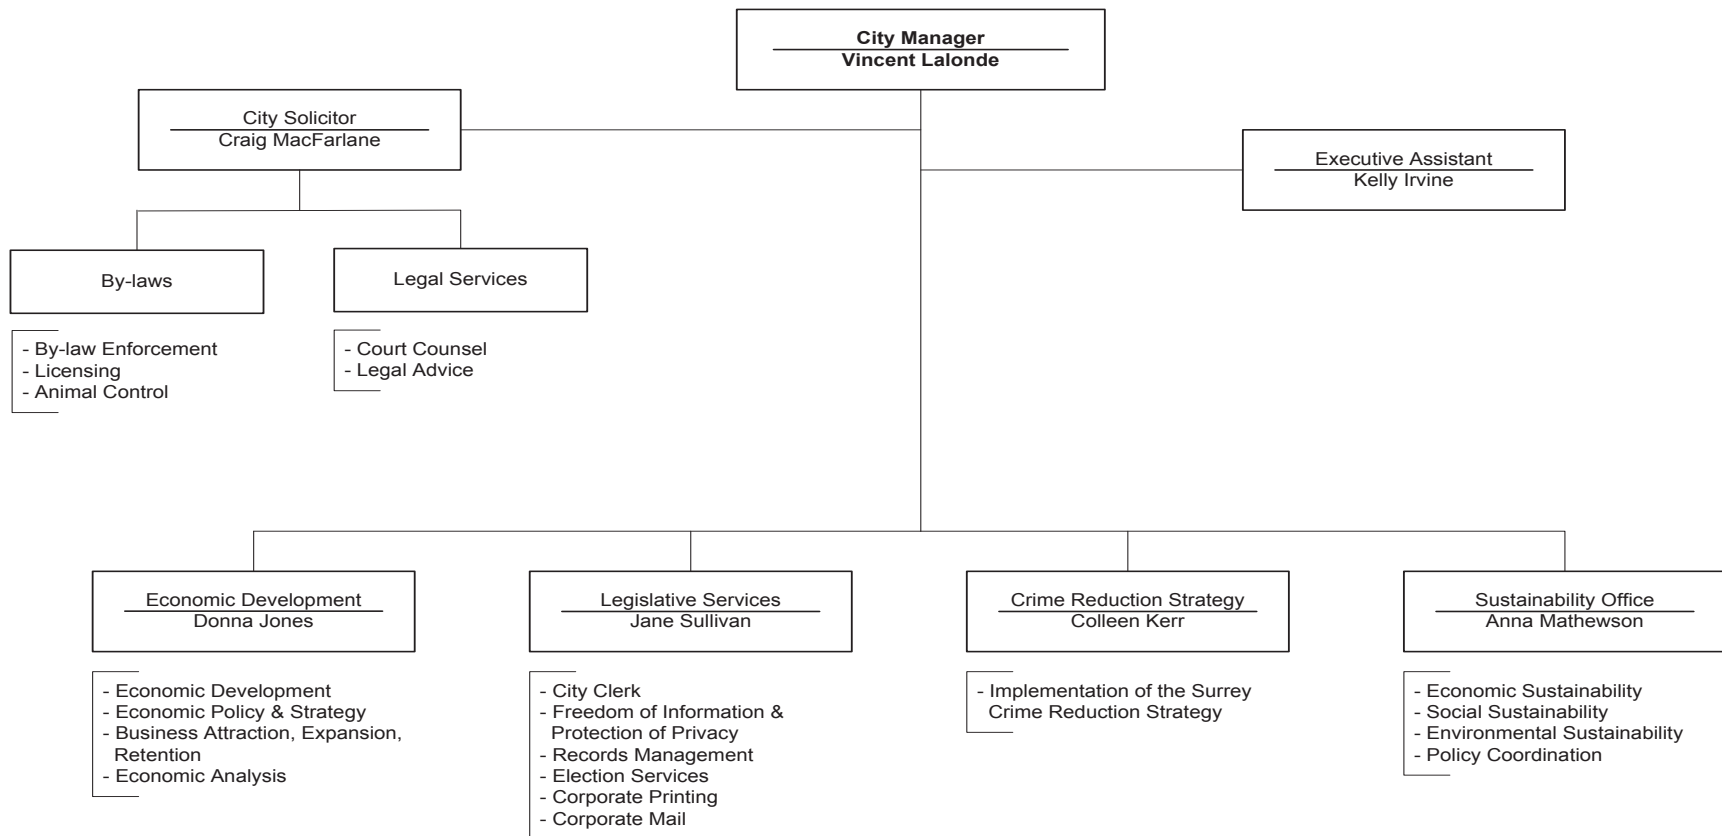 City Manager
Vincent Lalonde
City Solicitor
Craig MacFarlane
Executive Assistant
Kelly Irvine
By-laws
Legal Services
- By-law Enforcement
- Licensing
- Animal Control
- Court Counsel
- Legal Advice
Economic Development
Donna Jones
Legislative Services
Jane Sullivan
Crime Reduction Strategy
Colleen Kerr
Sustainability Office
Anna Mathewson
- Economic Development
- Economic Policy & Strategy
- Business Attraction, Expansion,
Retention
- Economic Analysis
- City Clerk
- Freedom of Information &
Protection of Privacy
- Records Management
- Election Services
- Corporate Printing
- Corporate Mail
- Implementation of the Surrey
Crime Reduction Strategy
- Economic Sustainability
- Social Sustainability
- Environmental Sustainability
- Policy Coordination